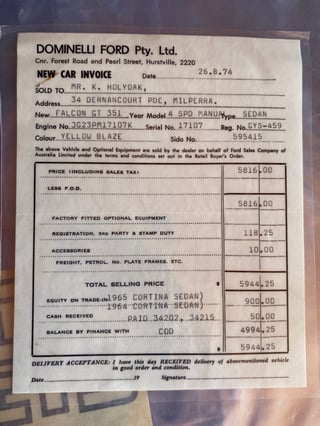 DOMINELLI FORD Pty. Ltd.
Cnr. Forest Road and Pearl Street, Hurstville, 2220
NEW CAR INVOICE Date 26.8.74
SOLD TO MR. K. HOLYOAK,
Address 34 DERNANCOURT PDE, MILPERRA.
New FALCON GT 351 Year Model 4 SPD MANUAL Type SEDAN
Engine No. JG23PM17107K Serial No. 17107 Reg. No. GYS-459
Colour YELLOW BLAZE Sido No. 595415
The above Vehicle and Optional Equipment are sold by the dealer on behalf of Ford Sales Company of
Australia Limited under the terms and conditions set out in the Retail Buyer's Order.
PRICE (INCLUDING SALES TAX) 5816.00
LESS F.O.D.
5816.00
FACTORY FITTED OPTIONAL EQUIPMENT
REGISTRATION, 3RD PARTY & STAMP DUTY 118.25
ACCESSORIES 10.00
FREIGHT, PETROL, No. PLATE FRAMES, ETC.
TOTAL SELLING PRICE $ 5944.25
EQUITY ON TRADE-IN 1965 CORTINA SEDAN) 900.00
1964 CORTINA SEDAN)
CASH RECEIVED PAID 34202, 34215 50.00
BALANCE BY FINANCE WITH COD 4994.25
$ 5944.25
DELIVERY ACCEPTANCE: I have this day RECEIVED delivery of abovementioned vehicle
in good order and condition.
Date 19 Signature